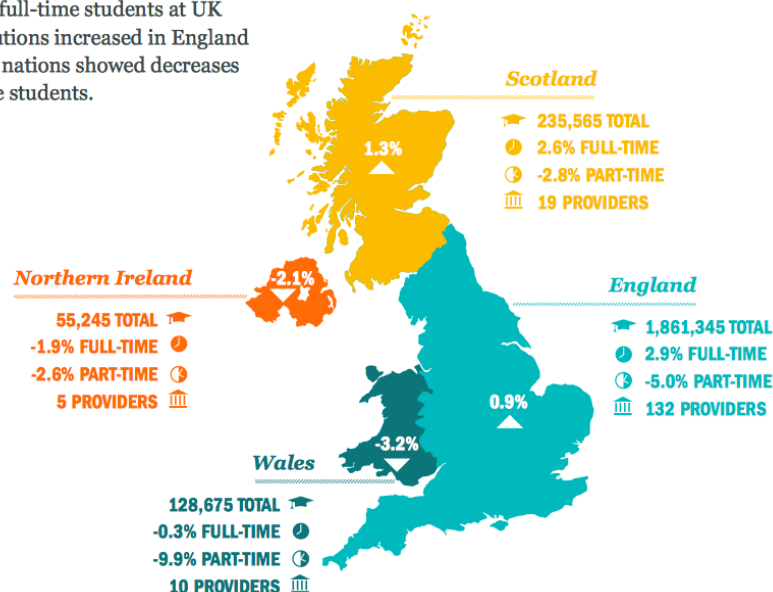 full-time students at UK
utions increased in England
nations showed decreases
e students.
Scotland
235,565 TOTAL
2.6% FULL-TIME
-2.8% PART-TIME
19 PROVIDERS
1.3%
Northern Ireland
55,245 TOTAL
-1.9% FULL-TIME
-2.6% PART-TIME
5 PROVIDERS
-2.1%
England
1,861,345 TOTAL
2.9% FULL-TIME
-5.0% PART-TIME
132 PROVIDERS
0.9%
Wales
128,675 TOTAL
-0.3% FULL-TIME
-9.9% PART-TIME
10 PROVIDERS
-3.2%